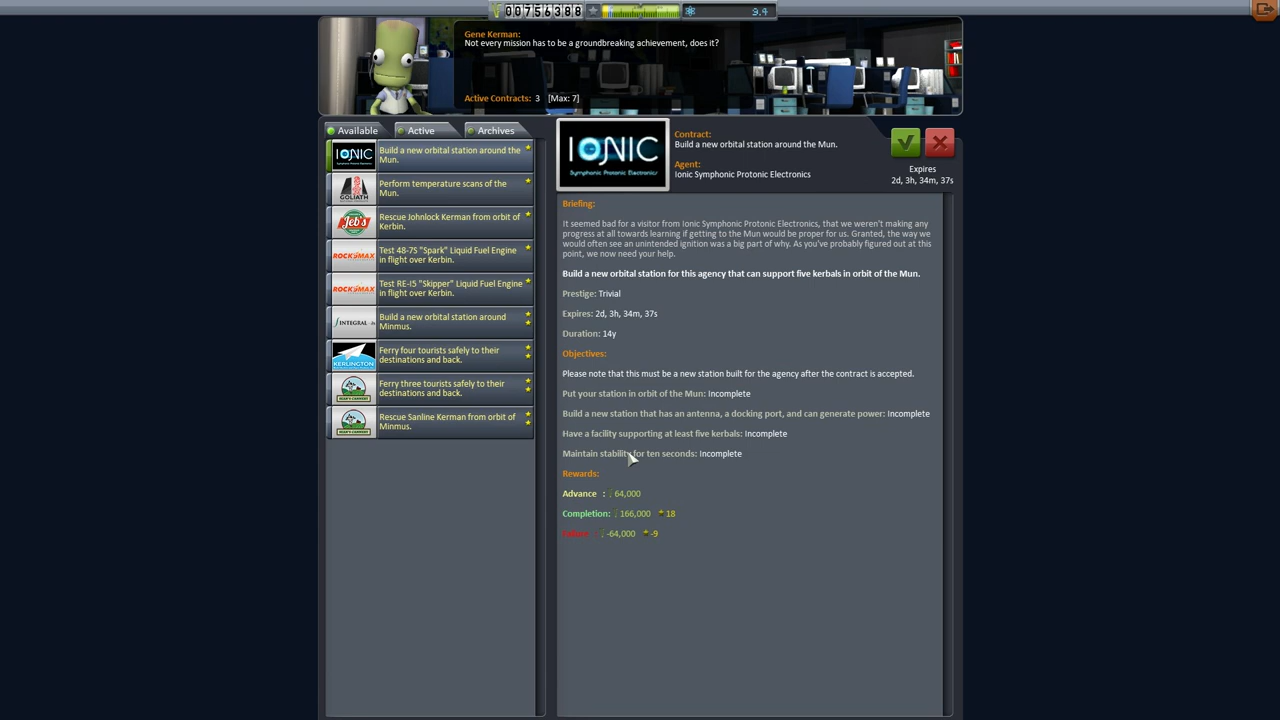 00756388
9.4
Gene Kerman:
Not every mission has to be a groundbreaking achievement, does it?
Active Contracts: 3 [Max: 7]
Available
Active
Archives
IONIC
Build a new orbital station around the
Mun.
GOLIATH
Perform temperature scans of the
Mun.
Jeb's
Rescue Johnlock Kerman from orbit of
Kerbin.
ROCKOMAX
Test 48-7S "Spark" Liquid Fuel Engine
in flight over Kerbin.
ROCKOMAX
Test RE-I5 "Skipper" Liquid Fuel Engine
in flight over Kerbin.
INTEGRAL
Build a new orbital station around
Minmus.
KERLINGTON
Ferry four tourists safely to their
destinations and back.
Ferry three tourists safely to their
destinations and back.
Rescue Sanline Kerman from orbit of
Minmus.
IONIC
Symphonic Protonic Electronics
Contract:
Build a new orbital station around the Mun.
Agent:
Ionic Symphonic Protonic Electronics
Expires
2d, 3h, 34m, 37s
Briefing:
It seemed bad for a visitor from Ionic Symphonic Protonic Electronics, that we weren't making any
progress at all towards learning if getting to the Mun would be proper for us. Granted, the way we
would often see an unintended ignition was a big part of why. As you've probably figured out at this
point, we now need your help.
Build a new orbital station for this agency that can support five kerbals in orbit of the Mun.
Prestige: Trivial
Expires: 2d, 3h, 34m, 37s
Duration: 14y
Objectives:
Please note that this must be a new station built for the agency after the contract is accepted.
Put your station in orbit of the Mun: Incomplete
Build a new station that has an antenna, a docking port, and can generate power: Incomplete
Have a facility supporting at least five kerbals: Incomplete
Maintain stability for ten seconds: Incomplete
Rewards:
Advance : 64,000
Completion: 166,000 18
Failure: -64,000 -9